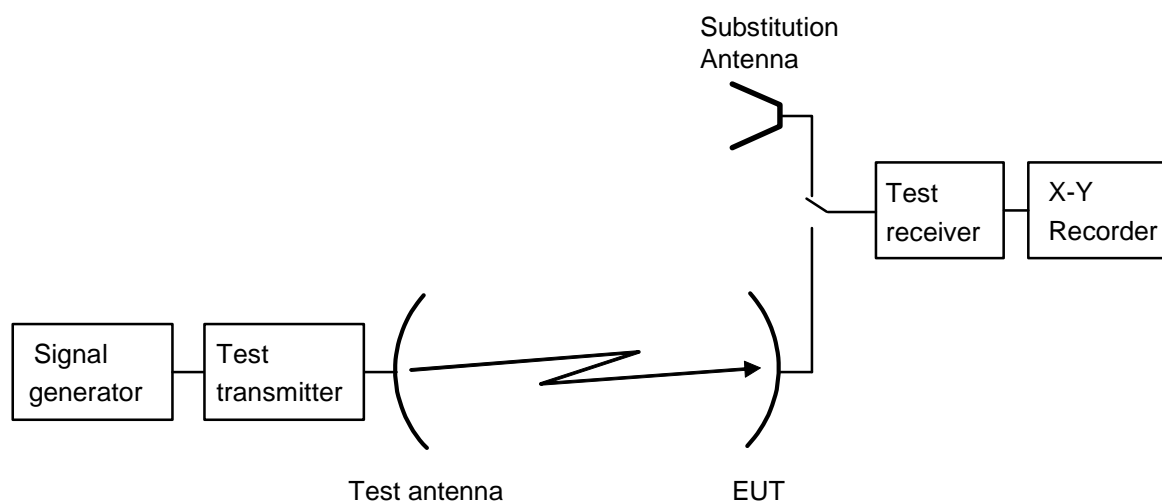 Substitution
Antenna
Test
receiver
X-Y
Recorder
Signal
generator
Test
transmitter
Test antenna
EUT